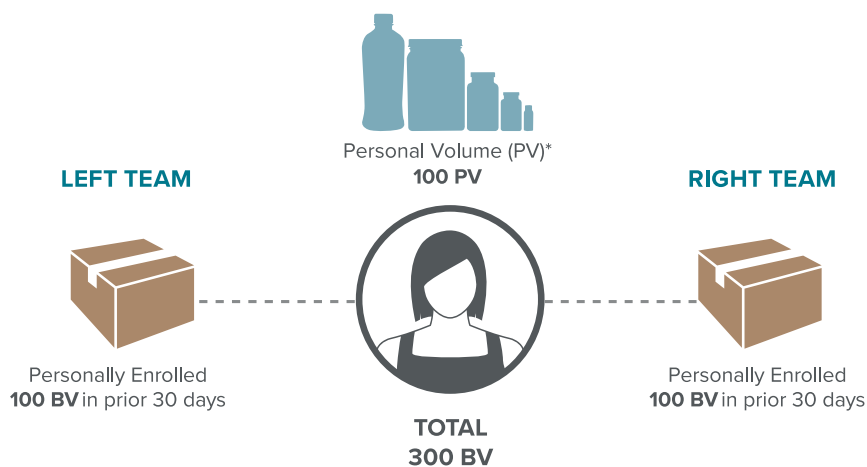 Personal Volume (PV)*
100 PV
LEFT TEAM
RIGHT TEAM
Personally Enrolled
100 BV in prior 30 days
Personally Enrolled
100 BV in prior 30 days
TOTAL
300 BV